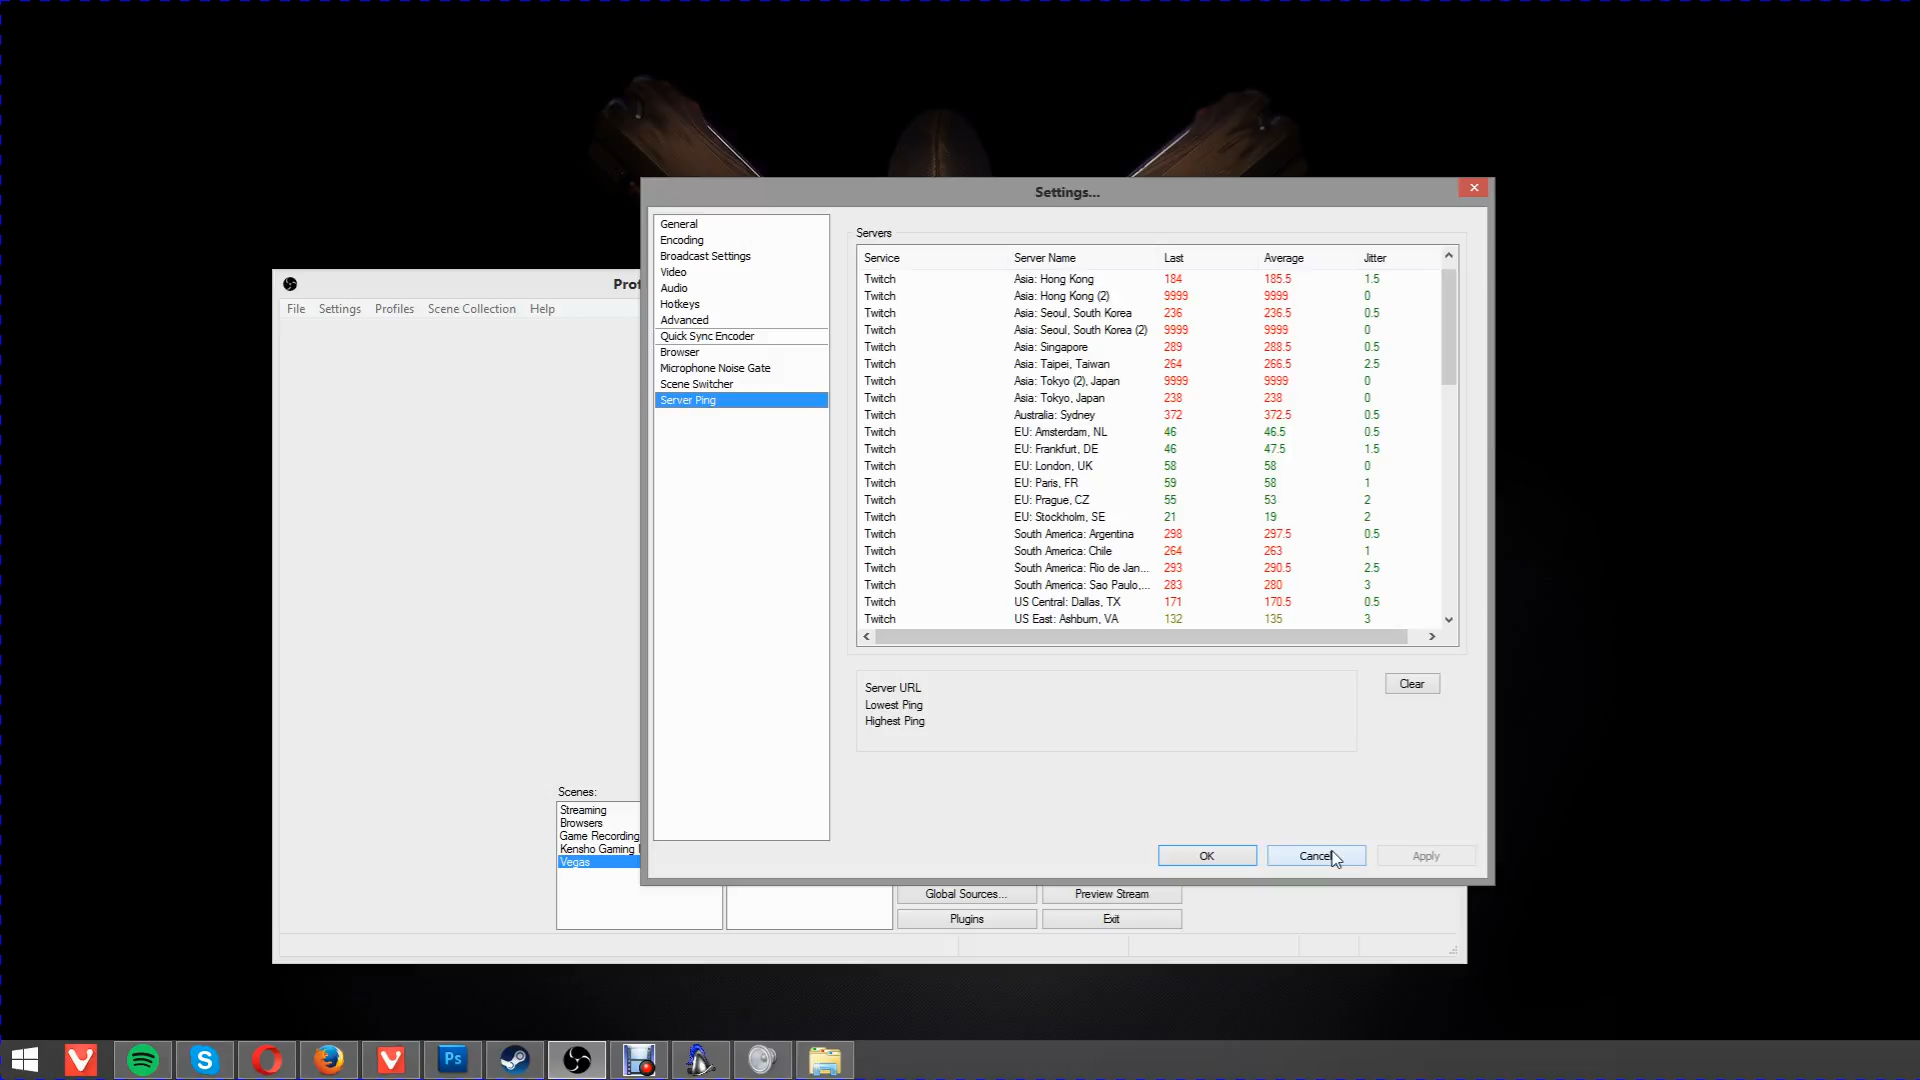 Settings...
General
Encoding
Broadcast Settings
Video
Audio
Hotkeys
Advanced
Quick Sync Encoder
Browser
Microphone Noise Gate
Scene Switcher
Server Ping
Servers
Service Server Name Last Average Jitter
Twitch Asia: Hong Kong 184 185.5 1.5
Twitch Asia: Hong Kong (2) 9999 9999 0
Twitch Asia: Seoul, South Korea 236 236.5 0.5
Twitch Asia: Seoul, South Korea (2) 9999 9999 0
Twitch Asia: Singapore 289 288.5 0.5
Twitch Asia: Taipei, Taiwan 264 266.5 2.5
Twitch Asia: Tokyo (2), Japan 9999 9999 0
Twitch Asia: Tokyo, Japan 238 238 0
Twitch Australia: Sydney 372 372.5 0.5
Twitch EU: Amsterdam, NL 46 46.5 0.5
Twitch EU: Frankfurt, DE 46 47.5 1.5
Twitch EU: London, UK 58 58 0
Twitch EU: Paris, FR 59 58 1
Twitch EU: Prague, CZ 55 53 2
Twitch EU: Stockholm, SE 21 19 2
Twitch South America: Argentina 298 297.5 0.5
Twitch South America: Chile 264 263 1
Twitch South America: Rio de Jan... 293 290.5 2.5
Twitch South America: Sao Paulo,... 283 280 3
Twitch US Central: Dallas, TX 171 170.5 0.5
Twitch US East: Ashburn, VA 132 135 3
Server URL
Lowest Ping
Highest Ping
Clear
OK Cancel Apply
Prof
File Settings Profiles Scene Collection Help
Scenes:
Streaming
Browsers
Game Recording
Kensho Gaming
Vegas
Global Sources... Preview Stream
Plugins Exit
Ps